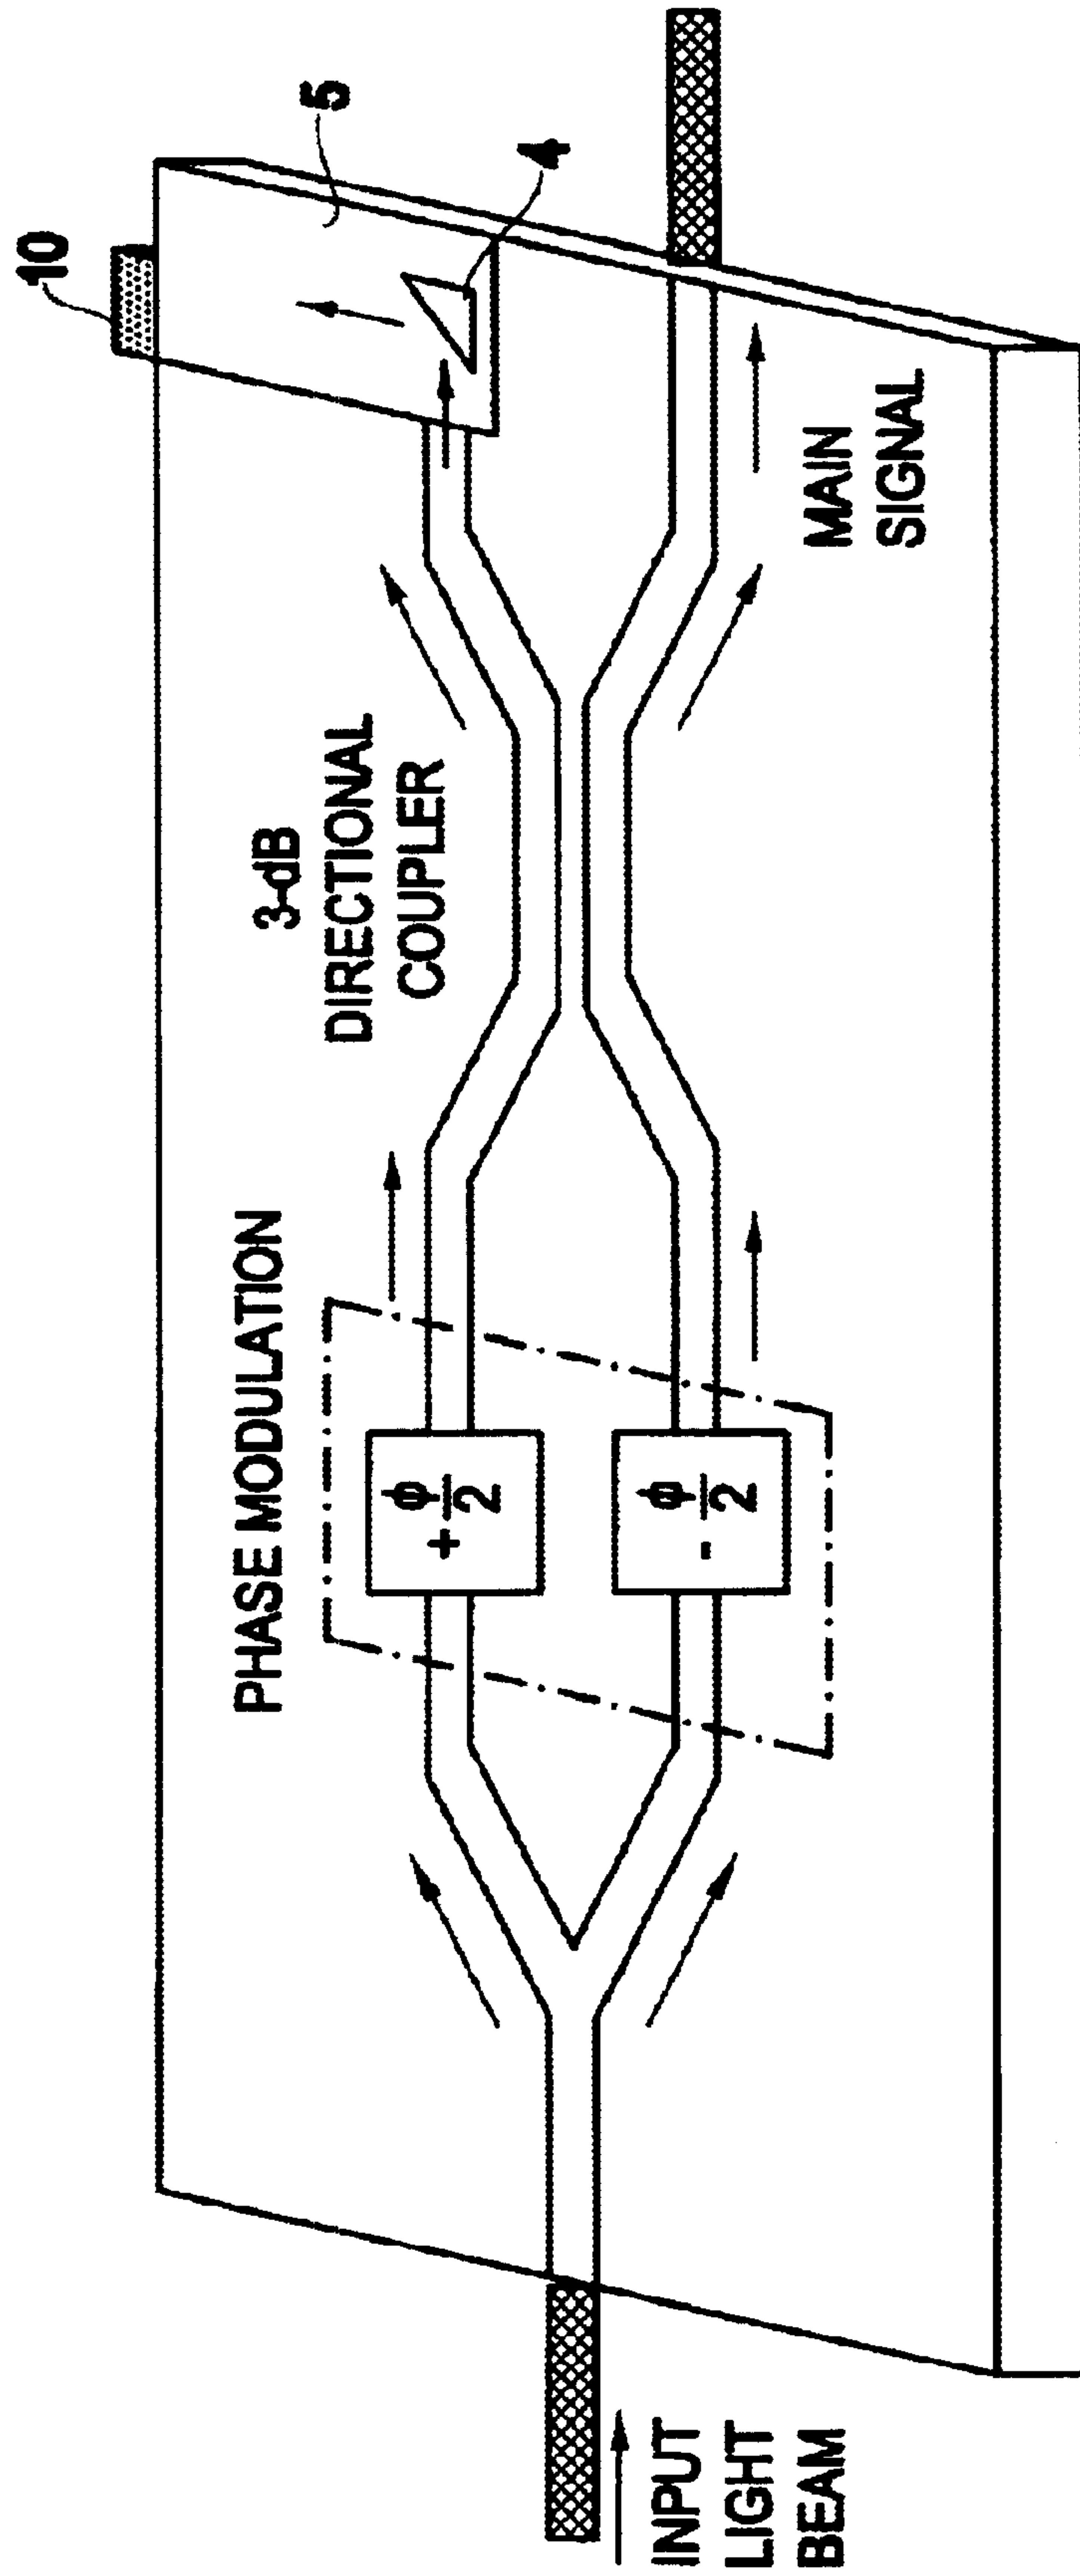 10
5
4
3-dB
DIRECTIONAL
COUPLER
PHASE MODULATION
+ ϕ/2
- ϕ/2
MAIN
SIGNAL
INPUT
LIGHT
BEAM